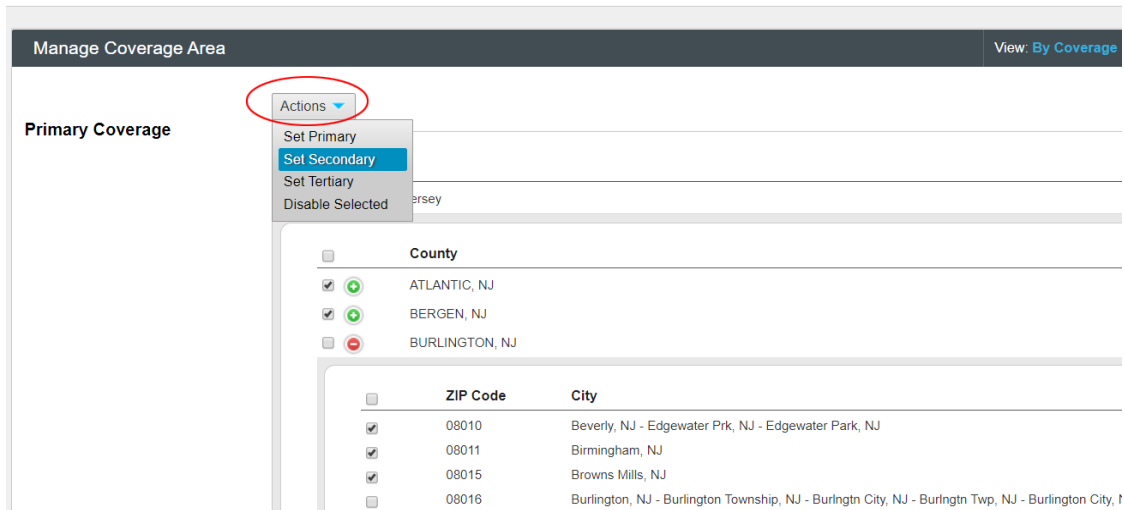 Manage Coverage Area View: By Coverage
Actions
Primary Coverage
Set Primary
Set Secondary
Set Tertiary
Disable Selected
ersey
County
ATLANTIC, NJ
BERGEN, NJ
BURLINGTON, NJ
ZIP Code City
08010 Beverly, NJ - Edgewater Prk, NJ - Edgewater Park, NJ
08011 Birmingham, NJ
08015 Browns Mills, NJ
08016 Burlington, NJ - Burlington Township, NJ - Burlngtn City, NJ - Burlngtn Twp, NJ - Burlington City, N